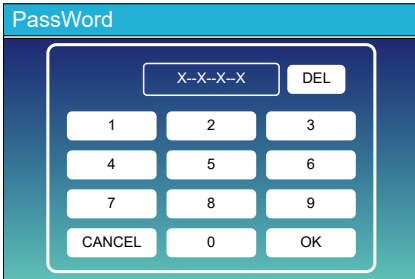 PassWord
X--X--X--X DEL
1 2 3
4 5 6
7 8 9
CANCEL 0 OK